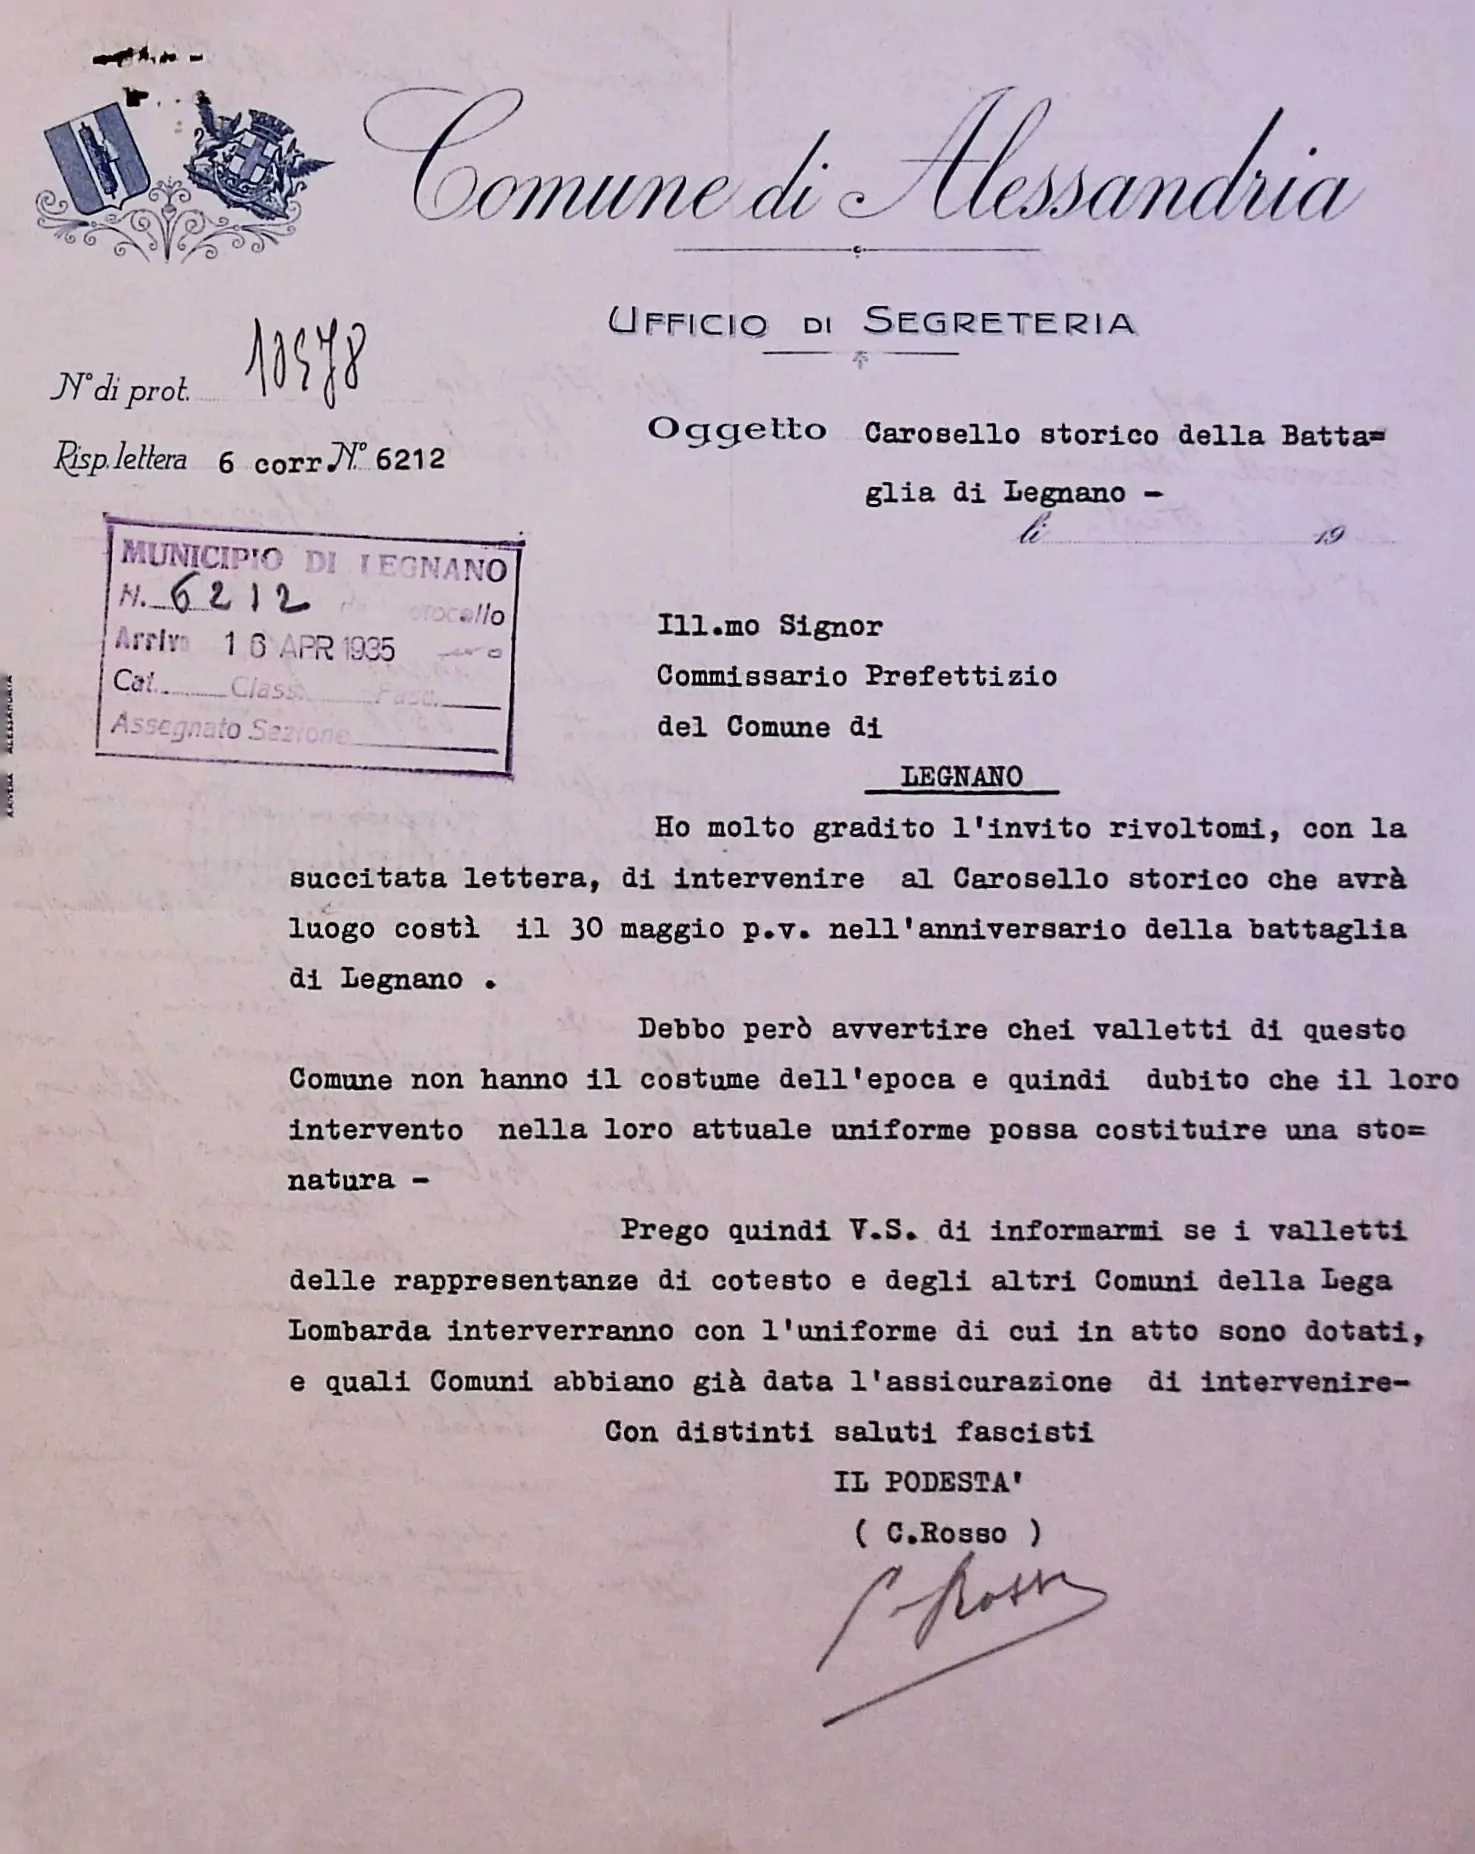 Comune di Alessandria
UFFICIO DI SEGRETERIA
N° di prot. 10578
Risp. lettera 6 corr. N° 6212
Oggetto Carosello storico della Batta=
glia di Legnano -
li 19
MUNICIPIO DI LEGNANO
N. 6212
Arrivo 16 APR 1935
Cat. Class. Fasc.
Assegnato Sezione
Ill.mo Signor
Commissario Prefettizio
del Comune di
LEGNANO
Ho molto gradito l'invito rivoltomi, con la
succitata lettera, di intervenire al Carosello storico che avrà
luogo costì il 30 maggio p.v. nell'anniversario della battaglia
di Legnano .
Debbo però avvertire chei valletti di questo
Comune non hanno il costume dell'epoca e quindi dubito che il loro
intervento nella loro attuale uniforme possa costituire una sto=
natura -
Prego quindi V.S. di informarmi se i valletti
delle rappresentanze di cotesto e degli altri Comuni della Lega
Lombarda interverranno con l'uniforme di cui in atto sono dotati,
e quali Comuni abbiano già data l'assicurazione di intervenire-
Con distinti saluti fascisti
IL PODESTA'
( C.Rosso )
C. Rosso